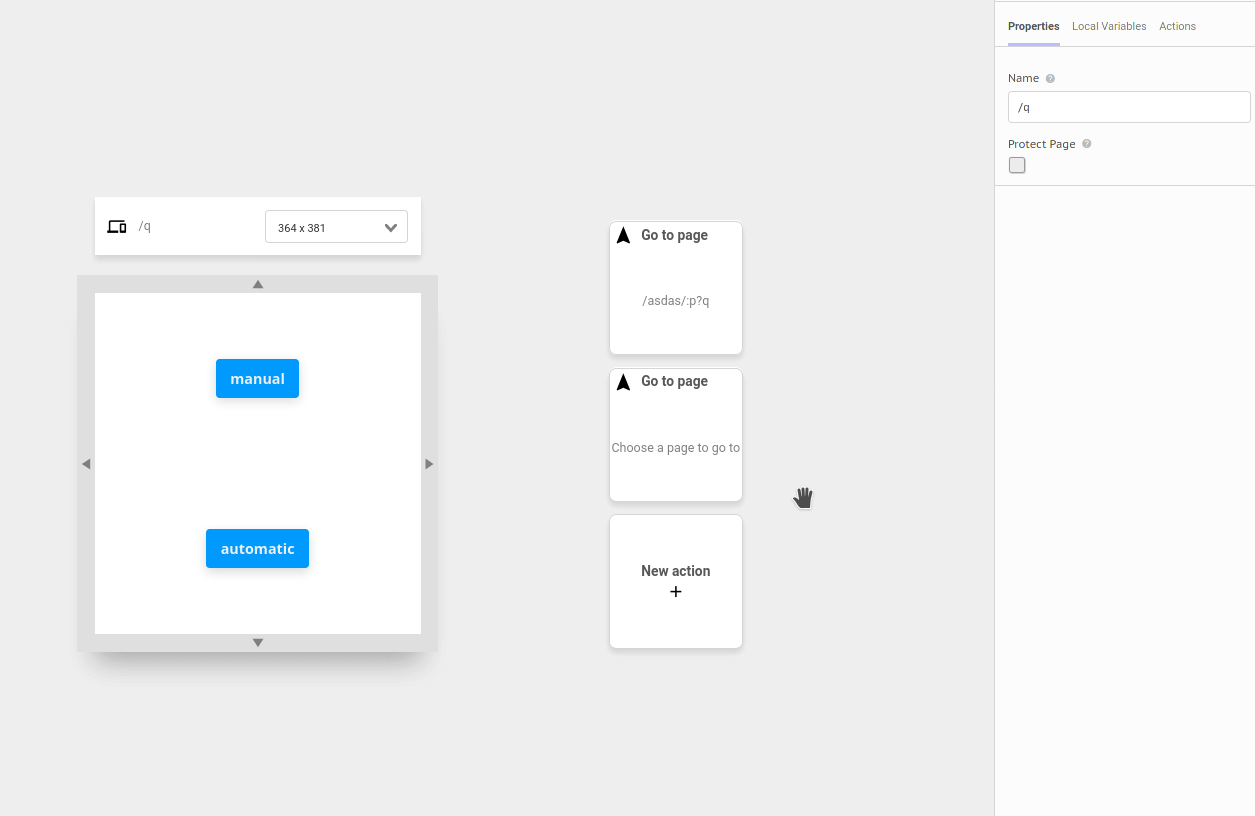 Properties Local Variables Actions
Name ?
/q
Protect Page ?
/q 364 x 381
manual
automatic
Go to page
/asdas/:p?q
Go to page
Choose a page to go to
New action
+